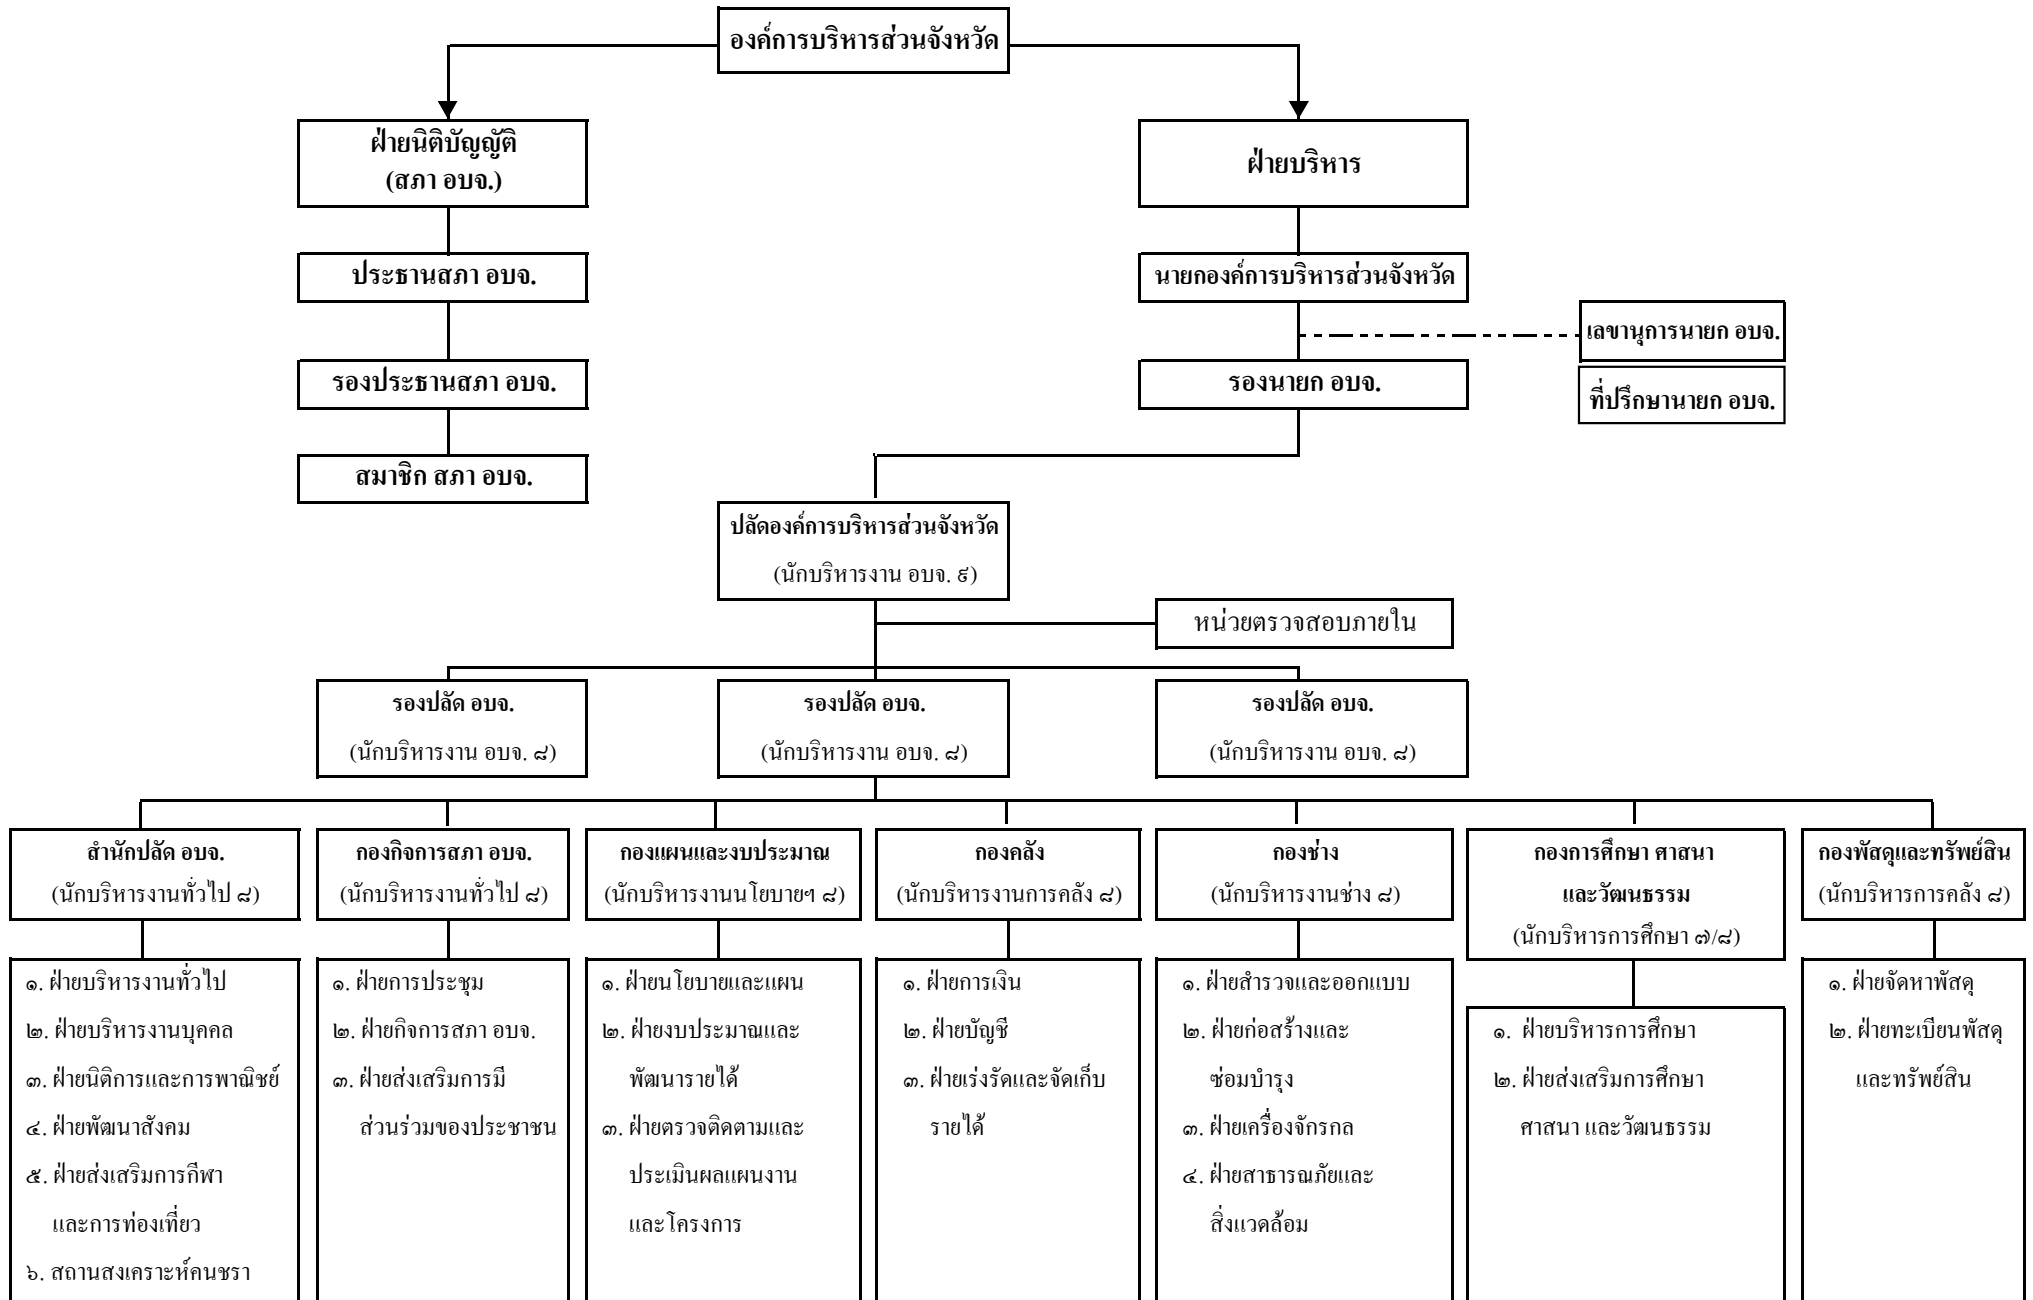 องค์การบริหารส่วนจังหวัด
ฝ่ายนิติบัญญัติ
(สภา อบจ.)
ฝ่ายบริหาร
ประธานสภา อบจ.
นายกองค์การบริหารส่วนจังหวัด
เลขานุการนายก อบจ.
รองประธานสภา อบจ.
รองนายก อบจ.
ที่ปรึกษานายก อบจ.
สมาชิก สภา อบจ.
ปลัดองค์การบริหารส่วนจังหวัด
(นักบริหารงาน อบจ. ๙)
หน่วยตรวจสอบภายใน
รองปลัด อบจ.
(นักบริหารงาน อบจ. ๘)
รองปลัด อบจ.
(นักบริหารงาน อบจ. ๘)
รองปลัด อบจ.
(นักบริหารงาน อบจ. ๘)
สำนักปลัด อบจ.
(นักบริหารงานทั่วไป ๘)
๑. ฝ่ายบริหารงานทั่วไป
๒. ฝ่ายบริหารงานบุคคล
๓. ฝ่ายนิติการและการพาณิชย์
๔. ฝ่ายพัฒนาสังคม
๕. ฝ่ายส่งเสริมการกีฬา
และการท่องเที่ยว
๖. สถานสงเคราะห์คนชรา
กองกิจการสภา อบจ.
(นักบริหารงานทั่วไป ๘)
๑. ฝ่ายการประชุม
๒. ฝ่ายกิจการสภา อบจ.
๓. ฝ่ายส่งเสริมการมี
ส่วนร่วมของประชาชน
กองแผนและงบประมาณ
(นักบริหารงานนโยบายฯ ๘)
๑. ฝ่ายนโยบายและแผน
๒. ฝ่ายงบประมาณและ
พัฒนารายได้
๓. ฝ่ายตรวจติดตามและ
ประเมินผลแผนงาน
และโครงการ
กองคลัง
(นักบริหารงานการคลัง ๘)
๑. ฝ่ายการเงิน
๒. ฝ่ายบัญชี
๓. ฝ่ายเร่งรัดและจัดเก็บ
รายได้
กองช่าง
(นักบริหารงานช่าง ๘)
๑. ฝ่ายสำรวจและออกแบบ
๒. ฝ่ายก่อสร้างและ
ซ่อมบำรุง
๓. ฝ่ายเครื่องจักรกล
๔. ฝ่ายสาธารณภัยและ
สิ่งแวดล้อม
กองการศึกษา ศาสนา
และวัฒนธรรม
(นักบริหารการศึกษา ๗/๘)
๑. ฝ่ายบริหารการศึกษา
๒. ฝ่ายส่งเสริมการศึกษา
ศาสนา และวัฒนธรรม
กองพัสดุและทรัพย์สิน
(นักบริหารการคลัง ๘)
๑. ฝ่ายจัดหาพัสดุ
๒. ฝ่ายทะเบียนพัสดุ
และทรัพย์สิน